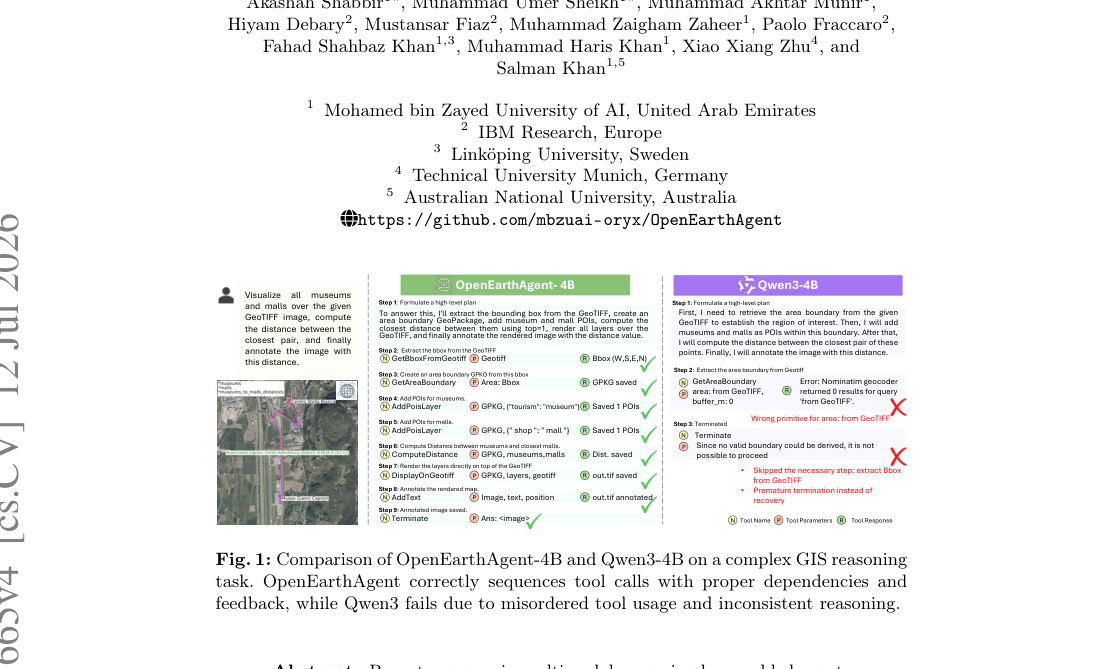 Akashah Shabbir, Muhammad Umer Sheikh, Muhammad Akhtar Munir,
Hiyam Debary2, Mustansar Fiaz2, Muhammad Zaigham Zaheer1, Paolo Fraccaro2,
Fahad Shahbaz Khan1,3, Muhammad Haris Khan1, Xiao Xiang Zhu4, and
Salman Khan1,5
1 Mohamed bin Zayed University of AI, United Arab Emirates
2 IBM Research, Europe
3 Linköping University, Sweden
4 Technical University Munich, Germany
5 Australian National University, Australia
https://github.com/mbzuai-oryx/OpenEarthAgent
665v4 [cs.CV] 12 Jul 2026
Visualize all museums
and malls over the given
GeoTIFF image, compute
the distance between the
closest pair, and finally
annotate the image with
this distance.
OpenEarthAgent- 4B
Step 1: Formulate a high-level plan
To answer this, I'll extract the bounding box from the GeoTIFF, create an
area boundary GeoPackage, add museum and mall POIs, compute the
closest distance between them using top=1, render all layers over the
GeoTIFF, and finally annotate the rendered image with the distance value.
Step 2: Extract the bbox from the GeoTIFF
N GetBboxFromGeotiff P Geotiff R Bbox (W,S,E,N)
Step 3: Create an area boundary GPKG from this bbox
N GetAreaBoundary P Area: Bbox R GPKG saved
Step 4: Add POIs for museums.
N AddPoisLayer P GPKG, {"tourism": "museum"} R Saved 1 POIs
Step 5: Add POIs for malls.
N AddPoisLayer P GPKG, {" shop ": " mall "} R Saved 1 POIs
Step 6: Compute Distance between museums and closest malls.
N ComputeDistance P GPKG, museums,malls R Dist. saved
Step 7: Render the layers directly on top of the GeoTIFF
N DisplayOnGeotiff P GPKG, layers, geotiff R out.tif saved
Step 8: Annotate the rendered map.
N AddText P Image, text, position R out.tif annotated
Step 9: Annotated image saved.
N Terminate P Ans: <image>
Qwen3-4B
Step 1: Formulate a high-level plan
First, I need to retrieve the area boundary from the given
GeoTIFF to establish the region of interest. Then, I will add
museums and malls as POIs within this boundary. After that,
I will compute the distance between the closest pair of these
points. Finally, I will annotate the image with this distance.
Step 2: Extract the area boundary from Geotiff
N GetAreaBoundary
P area: from GeoTIFF,
buffer_m: 0
R Error: Nominatim geocoder
returned 0 results for query
'from GeoTIFF'.
Wrong primitive for area: from GeoTIFF
Step 3: Terminated
N Terminate
P Since no valid boundary could be derived, it is not
possible to proceed
• Skipped the necessary step: extract Bbox
from GeoTIFF
• Premature termination instead of
recovery
N Tool Name P Tool Parameters R Tool Response
Fig. 1: Comparison of OpenEarthAgent-4B and Qwen3-4B on a complex GIS reasoning
task. OpenEarthAgent correctly sequences tool calls with proper dependencies and
feedback, while Qwen3 fails due to misordered tool usage and inconsistent reasoning.